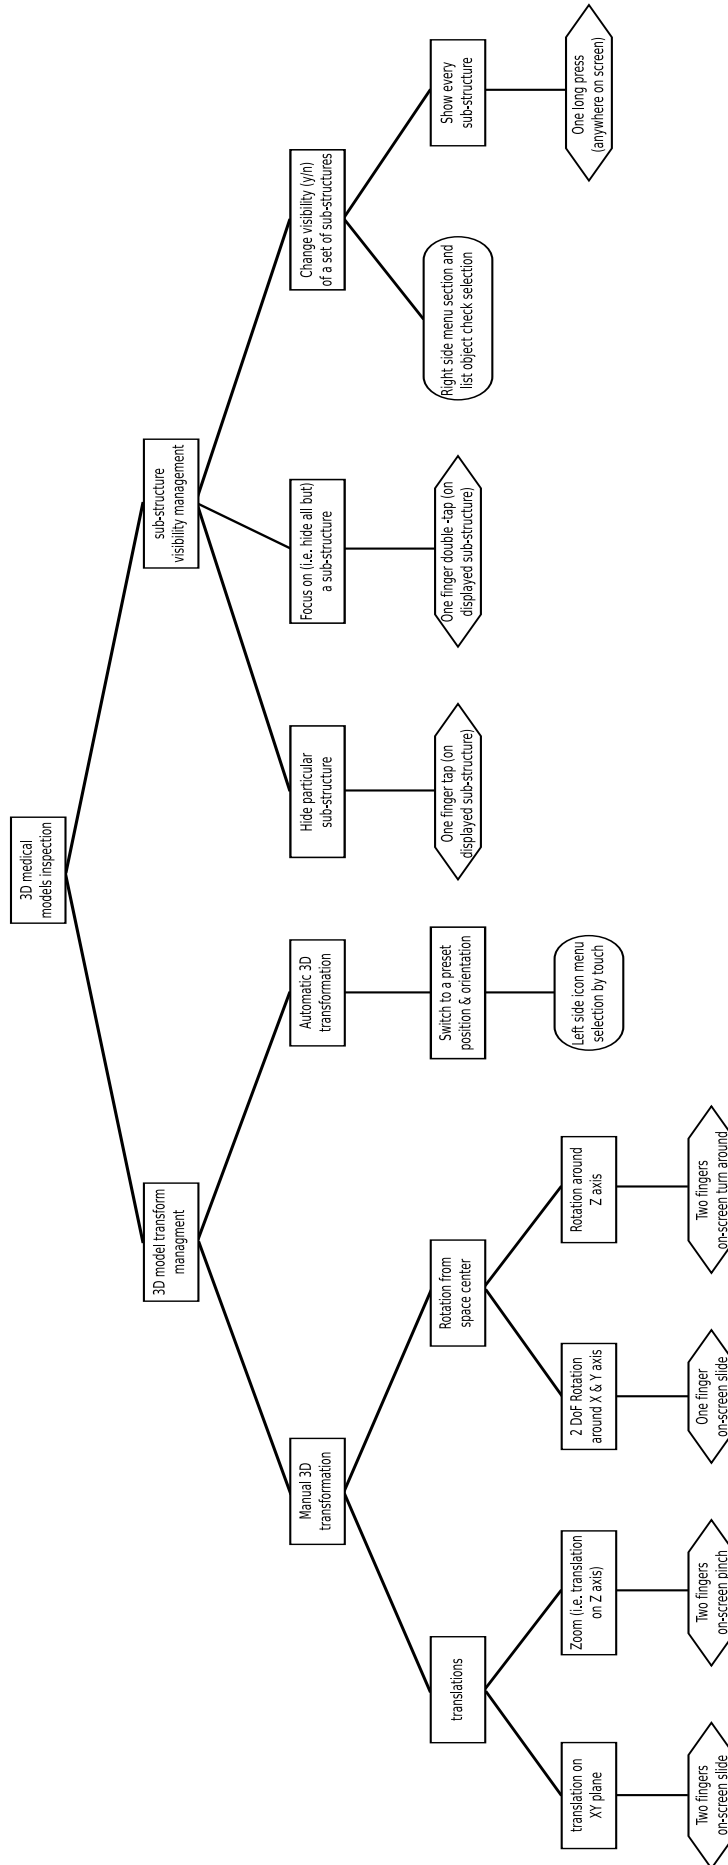 3D medical
models inspection
3D model transform
managment
sub-structure
visibility management
Manual 3D
transformation
Automatic 3D
transformation
Hide particular
sub-structure
Focus on (i.e. hide all but)
a sub-structure
Change visibility (y/n)
of a set of sub-structures
translations
Rotation from
space center
Switch to a preset
position & orientation
One finger tap (on
displayed sub-structure)
One finger double -tap (on
displayed sub-structure)
Right side menu section and
list object check selection
Show every
sub-structure
translation on
XY plane
Zoom (i.e. translation
on Z axis)
2 DoF Rotation
around X & Y axis
Rotation around
Z axis
Left side icon menu
selection by touch
One long press
(anywhere on screen)
Two fingers
on-screen slide
Two fingers
on-screen pinch
One finger
on-screen slide
Two fingers
on-screen turn around